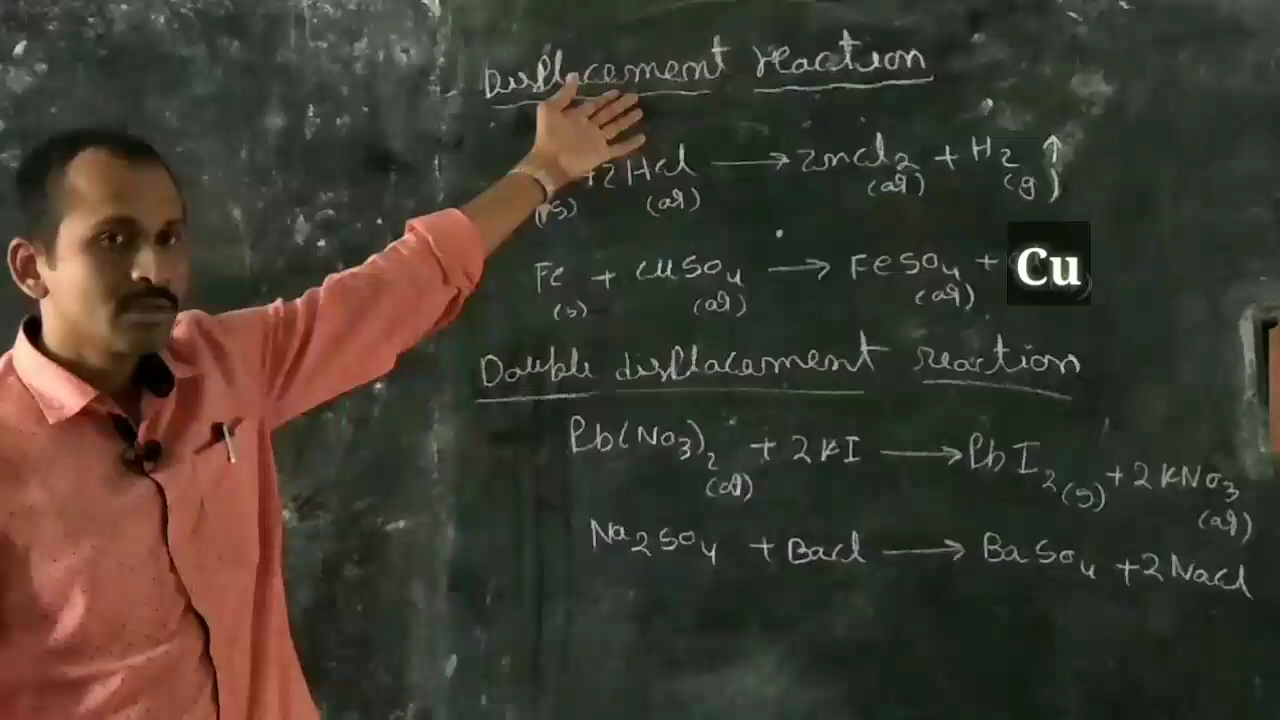 Displacement reaction
+2Hcl → zncl₂ + H₂ ↑
(s) (aq) (aq) (g)
Fe + cuSO₄ → FeSO₄ + Cu
(s) (aq) (aq)
Double displacement reaction
Pb(NO₃)₂ + 2KI → PbI₂(s) + 2KNO₃
(aq) (aq)
Na₂SO₄ + Bacl → BaSO₄ + 2Nacl